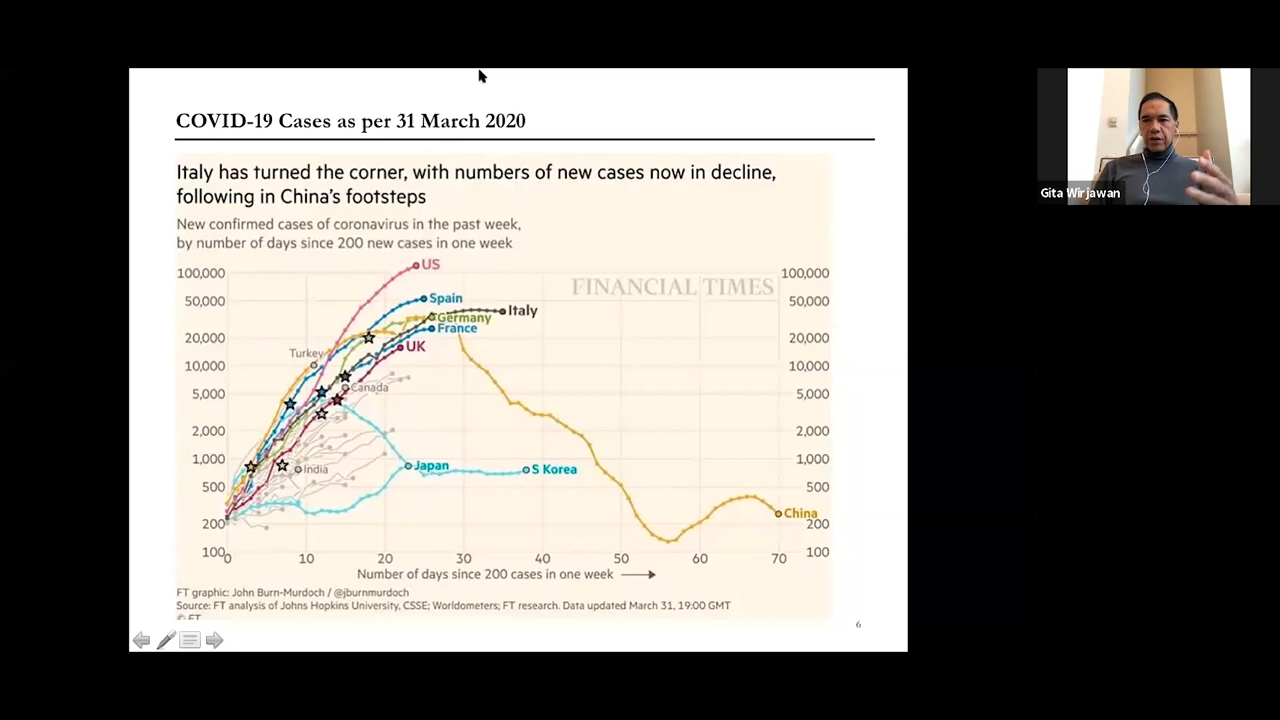 COVID-19 Cases as per 31 March 2020
Italy has turned the corner, with numbers of new cases now in decline,
following in China's footsteps
New confirmed cases of coronavirus in the past week,
by number of days since 200 new cases in one week
FINANCIAL TIMES
100,000
50,000
20,000
10,000
5,000
2,000
1,000
500
200
100
US
Spain
Italy
Germany
France
UK
Turkey
Canada
India
Japan
S Korea
China
100,000
50,000
20,000
10,000
5,000
2,000
1,000
500
200
100
0
10
20
30
40
50
60
70
Number of days since 200 cases in one week
FT graphic: John Burn-Murdoch / @jburnmurdoch
Source: FT analysis of Johns Hopkins University, CSSE; Worldometers; FT research. Data updated March 31, 19:00 GMT
© FT
6
Gita Wirjawan